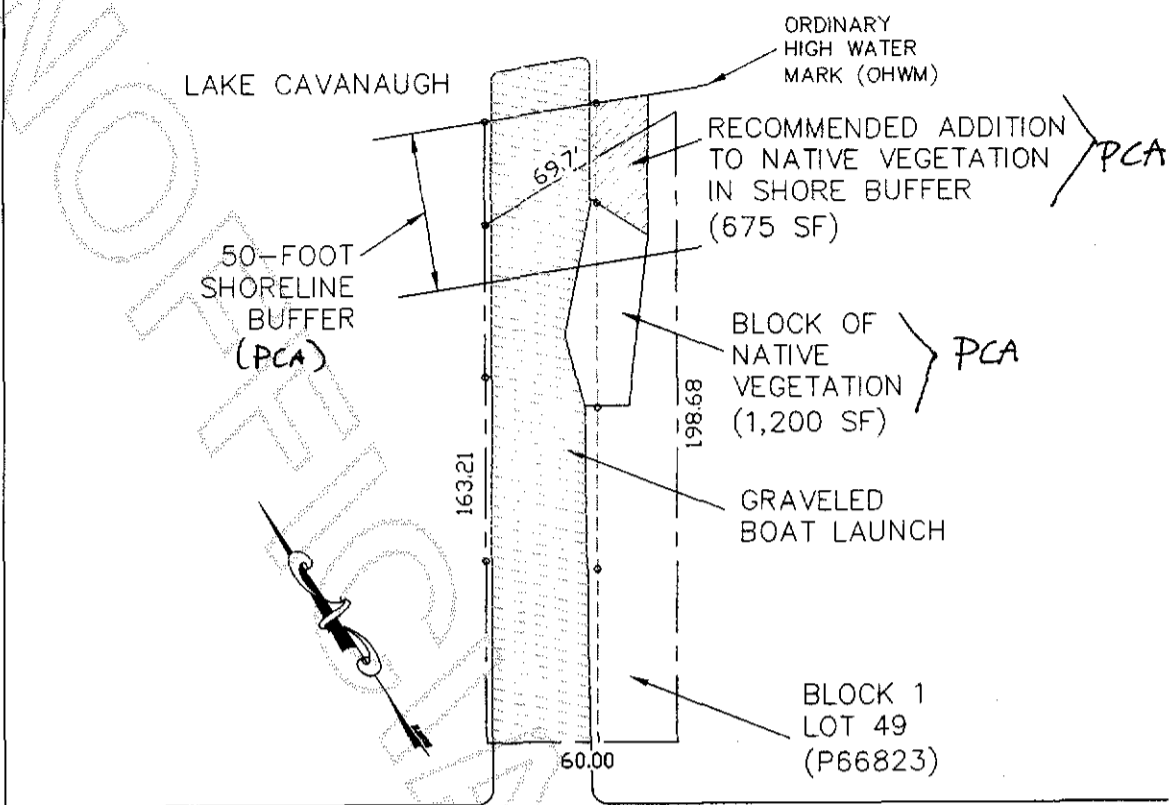 ORDINARY
HIGH WATER
MARK (OHWM)
LAKE CAVANAUGH
RECOMMENDED ADDITION
TO NATIVE VEGETATION
IN SHORE BUFFER
(675 SF)
PCA
69.7'
50-FOOT
SHORELINE
BUFFER
(PCA)
BLOCK OF
NATIVE
VEGETATION
(1,200 SF)
PCA
198.68
163.21
GRAVELED
BOAT LAUNCH
BLOCK 1
LOT 49
(P66823)
60.00